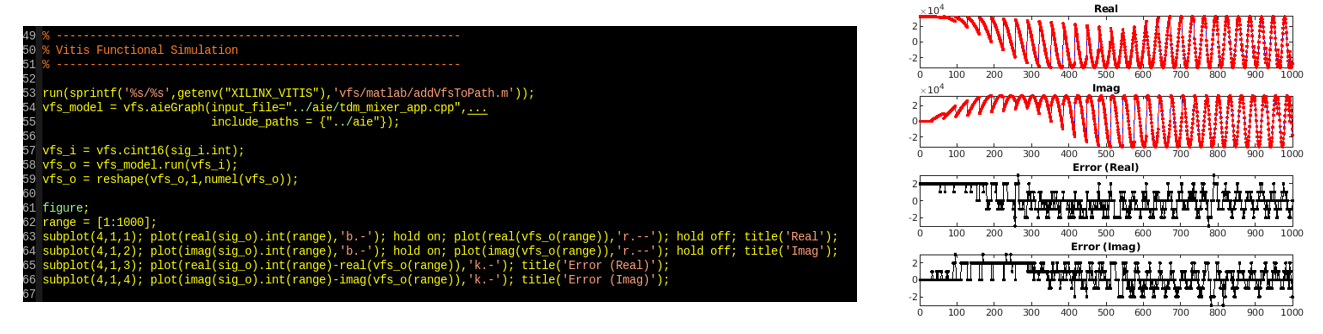 49 % ------------------------------------------------------------
50 % Vitis Functional Simulation
51 % ------------------------------------------------------------
52
53 run(sprintf('%s/%s',getenv("XILINX_VITIS"),'vfs/matlab/addVfsToPath.m'));
54 vfs_model = vfs.aieGraph(input_file="../aie/tdm_mixer_app.cpp",...
55 include_paths = {"../aie"});
56
57 vfs_i = vfs.cint16(sig_i.int);
58 vfs_o = vfs_model.run(vfs_i);
59 vfs_o = reshape(vfs_o,1,numel(vfs_o));
60
61 figure;
62 range = [1:1000];
63 subplot(4,1,1); plot(real(sig_o).int(range),'b.-'); hold on; plot(real(vfs_o(range)),'r.--'); hold off; title('Real');
64 subplot(4,1,2); plot(imag(sig_o).int(range),'b.-'); hold on; plot(imag(vfs_o(range)),'r.--'); hold off; title('Imag');
65 subplot(4,1,3); plot(real(sig_o).int(range)-real(vfs_o(range)),'k.-'); title('Error (Real)');
66 subplot(4,1,4); plot(imag(sig_o).int(range)-imag(vfs_o(range)),'k.-'); title('Error (Imag)');
67
×10^4
Real
2
0
-2
0 100 200 300 400 500 600 700 800 900 1000
×10^4
Imag
2
0
-2
0 100 200 300 400 500 600 700 800 900 1000
Error (Real)
2
0
-2
0 100 200 300 400 500 600 700 800 900 1000
Error (Imag)
2
0
-2
0 100 200 300 400 500 600 700 800 900 1000